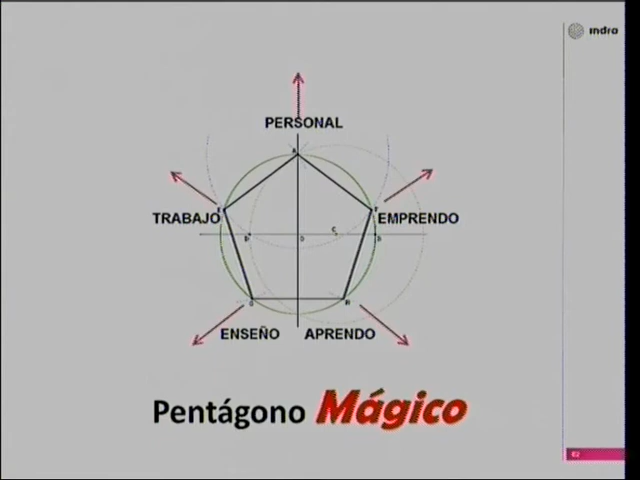 indra
PERSONAL
A
TRABAJO
EMPRENDO
C
ENSEÑO
APRENDO
Pentágono Mágico